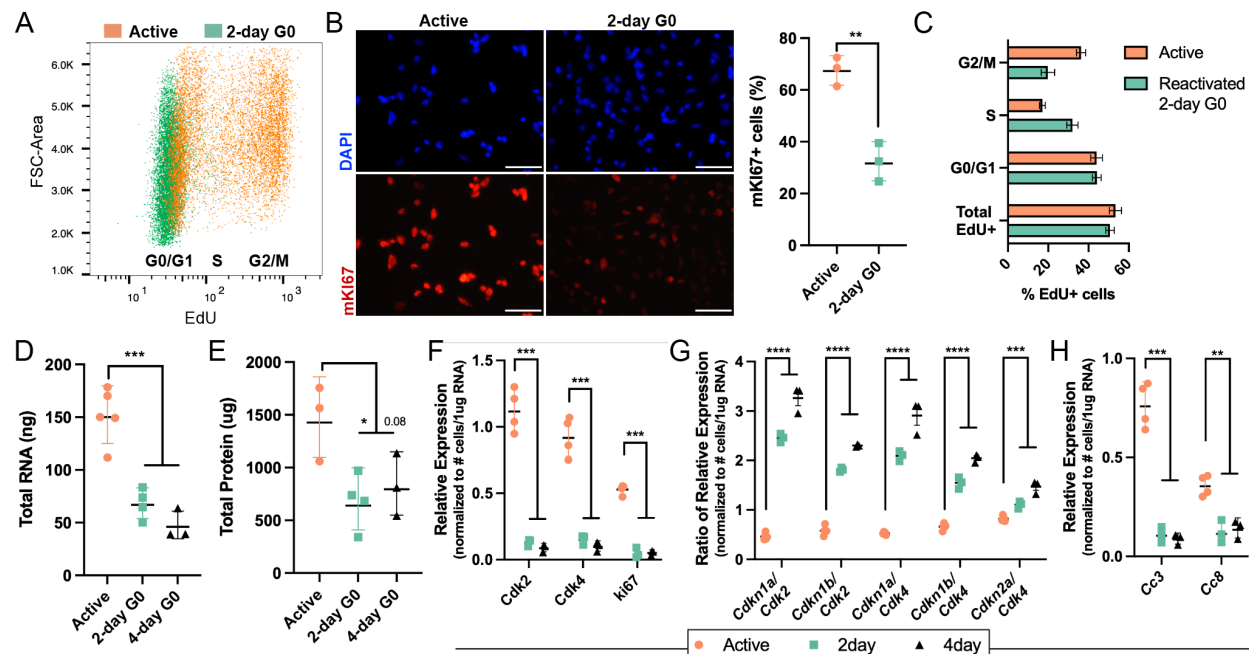 A
Active
2-day G0
FSC-Area
6.0K
5.0K
4.0K
3.0K
2.0K
1.0K
G0/G1
S
G2/M
10^1
10^2
10^3
EdU
B
Active
2-day G0
DAPI
mKI67
mKI67+ cells (%)
80
60
40
20
0
**
Active
2-day G0
C
G2/M
S
G0/G1
Total
EdU+
0
20
40
60
% EdU+ cells
Active
Reactivated
2-day G0
D
Total RNA (ng)
200
150
100
50
0
***
Active
2-day G0
4-day G0
E
Total Protein (ug)
2000
1500
1000
500
0
*
0.08
Active
2-day G0
4-day G0
F
Relative Expression
(normalized to # cells/1ug RNA)
1.5
1.0
0.5
0.0
***
***
***
Cdk2
Cdk4
ki67
G
Ratio of Relative Expression
(normalized to # cells/1ug RNA)
4
3
2
1
0
****
****
****
****
***
Cdkn1a/
Cdk2
Cdkn1b/
Cdk2
Cdkn1a/
Cdk4
Cdkn1b/
Cdk4
Cdkn2a/
Cdk4
H
Relative Expression
(normalized to # cells/1ug RNA)
1.0
0.5
0.0
***
**
Cc3
Cc8
Active
2day
4day